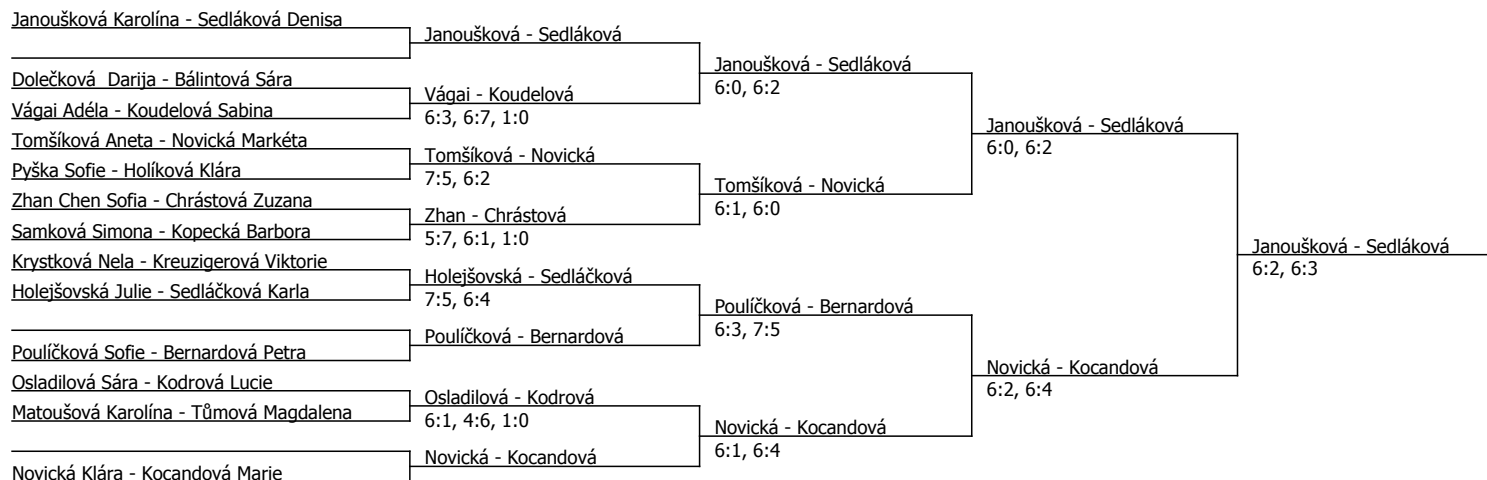 Janoušková Karolína - Sedláková Denisa
Janoušková - Sedláková
Janoušková - Sedláková
6:0, 6:2
Dolečková  Darija - Bálintová Sára
Vágai - Koudelová
Vágai Adéla - Koudelová Sabina
6:3, 6:7, 1:0
Janoušková - Sedláková
6:0, 6:2
Tomšíková Aneta - Novická Markéta
Tomšíková - Novická
Pyška Sofie - Holíková Klára
7:5, 6:2
Tomšíková - Novická
6:1, 6:0
Zhan Chen Sofia - Chrástová Zuzana
Zhan - Chrástová
Samková Simona - Kopecká Barbora
5:7, 6:1, 1:0
Janoušková - Sedláková
6:2, 6:3
Krystková Nela - Kreuzigerová Viktorie
Holejšovská - Sedláčková
Holejšovská Julie - Sedláčková Karla
7:5, 6:4
Poulíčková - Bernardová
6:3, 7:5
Poulíčková - Bernardová
Poulíčková Sofie - Bernardová Petra
Novická - Kocandová
6:2, 6:4
Osladilová Sára - Kodrová Lucie
Osladilová - Kodrová
Matoušová Karolína - Tůmová Magdalena
6:1, 4:6, 1:0
Novická - Kocandová
6:1, 6:4
Novická - Kocandová
Novická Klára - Kocandová Marie